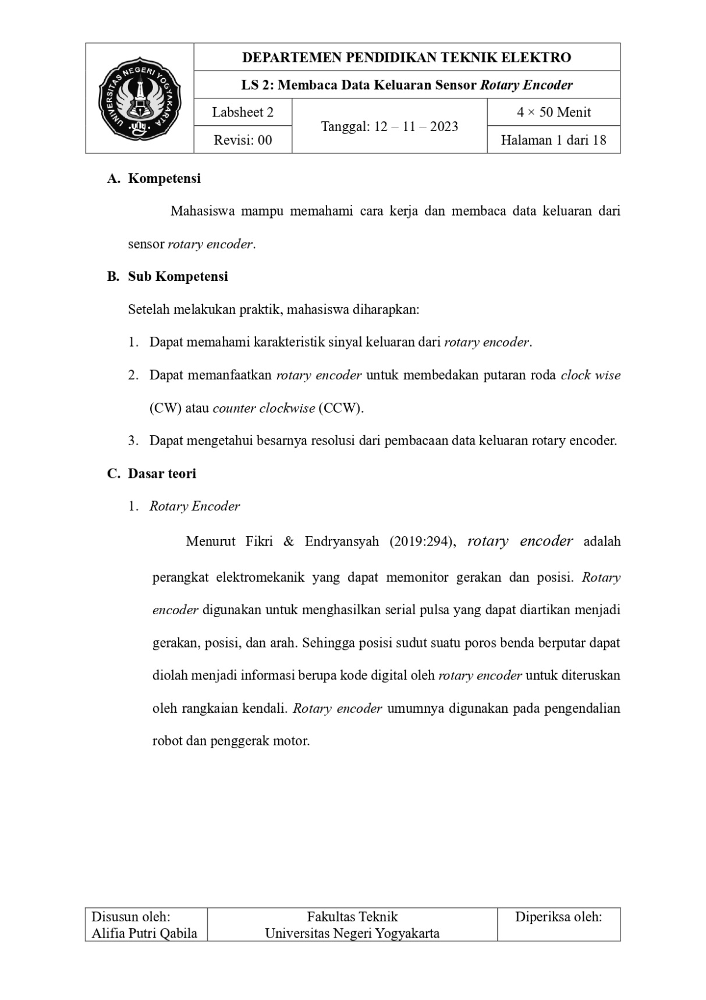 UNIVERSITAS NEGERI YOGYAKARTA
uny
DEPARTEMEN PENDIDIKAN TEKNIK ELEKTRO
LS 2: Membaca Data Keluaran Sensor Rotary Encoder
Labsheet 2
Tanggal: 12 – 11 – 2023
4 × 50 Menit
Revisi: 00
Halaman 1 dari 18
A. Kompetensi
Mahasiswa mampu memahami cara kerja dan membaca data keluaran dari
sensor rotary encoder.
B. Sub Kompetensi
Setelah melakukan praktik, mahasiswa diharapkan:
1. Dapat memahami karakteristik sinyal keluaran dari rotary encoder.
2. Dapat memanfaatkan rotary encoder untuk membedakan putaran roda clock wise
(CW) atau counter clockwise (CCW).
3. Dapat mengetahui besarnya resolusi dari pembacaan data keluaran rotary encoder.
C. Dasar teori
1. Rotary Encoder
Menurut Fikri & Endryansyah (2019:294), rotary encoder adalah
perangkat elektromekanik yang dapat memonitor gerakan dan posisi. Rotary
encoder digunakan untuk menghasilkan serial pulsa yang dapat diartikan menjadi
gerakan, posisi, dan arah. Sehingga posisi sudut suatu poros benda berputar dapat
diolah menjadi informasi berupa kode digital oleh rotary encoder untuk diteruskan
oleh rangkaian kendali. Rotary encoder umumnya digunakan pada pengendalian
robot dan penggerak motor.
Disusun oleh:
Alifia Putri Qabila
Fakultas Teknik
Universitas Negeri Yogyakarta
Diperiksa oleh: